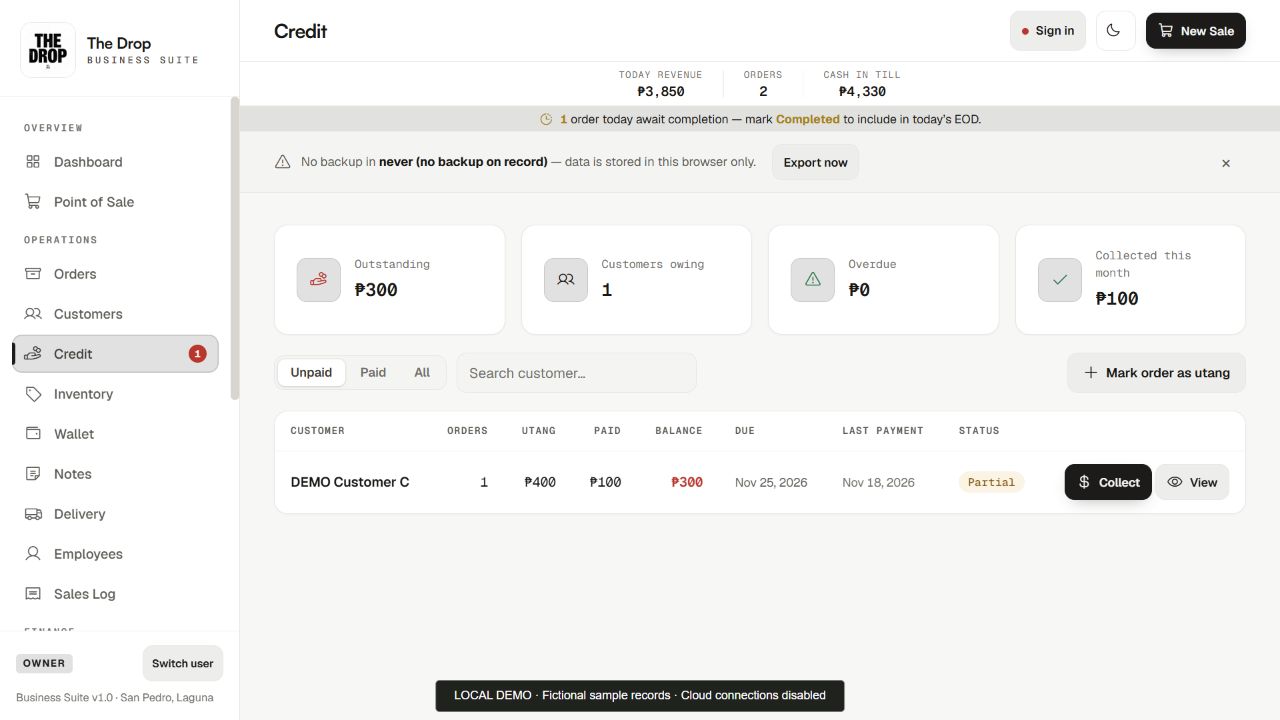 THE
DROP
The Drop
BUSINESS SUITE
OVERVIEW
Dashboard
Point of Sale
OPERATIONS
Orders
Customers
Credit 1
Inventory
Wallet
Notes
Delivery
Employees
Sales Log
FINANCE
OWNER
Switch user
Business Suite v1.0 · San Pedro, Laguna
Credit
Sign in
New Sale
TODAY REVENUE
₱3,850
ORDERS
2
CASH IN TILL
₱4,330
1 order today await completion — mark Completed to include in today's EOD.
No backup in never (no backup on record) — data is stored in this browser only.
Export now
×
Outstanding
₱300
Customers owing
1
Overdue
₱0
Collected this
month
₱100
Unpaid Paid All
Search customer…
Mark order as utang
CUSTOMER ORDERS UTANG PAID BALANCE DUE LAST PAYMENT STATUS
DEMO Customer C 1 ₱400 ₱100 ₱300 Nov 25, 2026 Nov 18, 2026 Partial Collect View
LOCAL DEMO · Fictional sample records · Cloud connections disabled